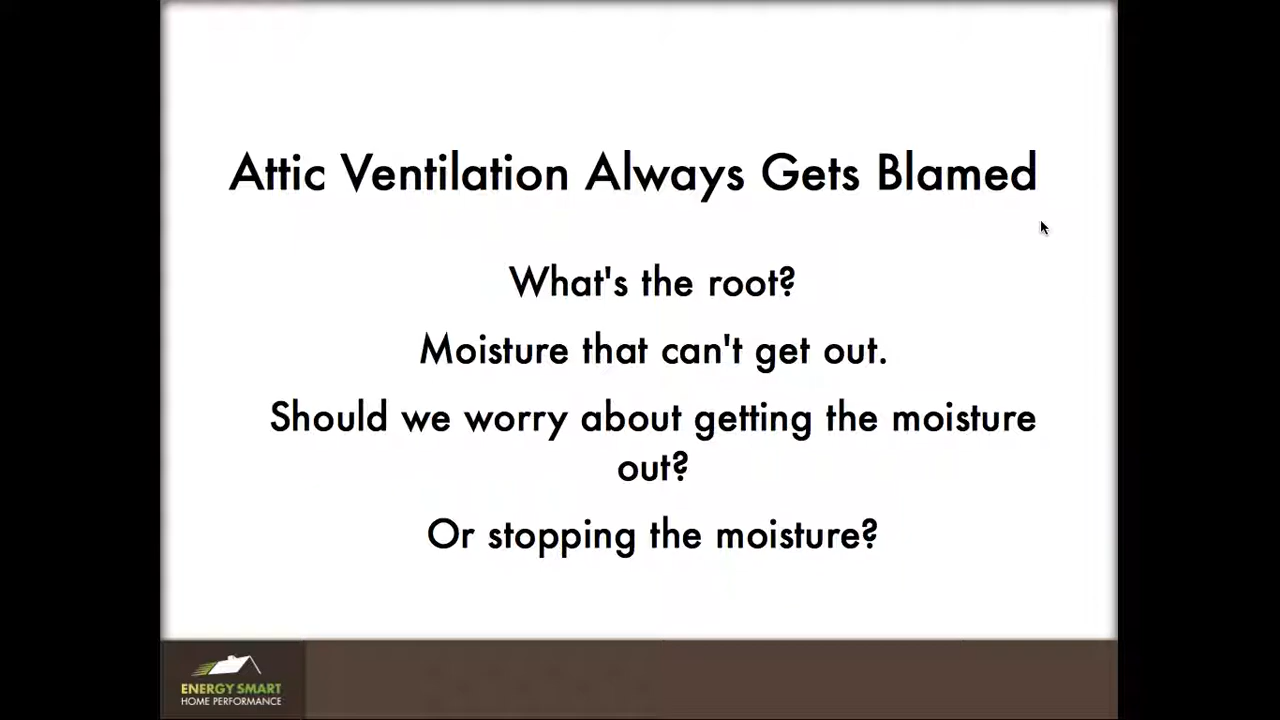 Attic Ventilation Always Gets Blamed
What's the root?
Moisture that can't get out.
Should we worry about getting the moisture
out?
Or stopping the moisture?
ENERGY SMART
HOME PERFORMANCE